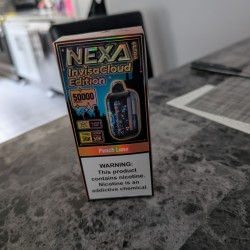 NEXA
InvisaCloud
Edition
50000
Peach Lime
WARNING:
This product
contains nicotine.
Nicotine is an
addictive chemical.